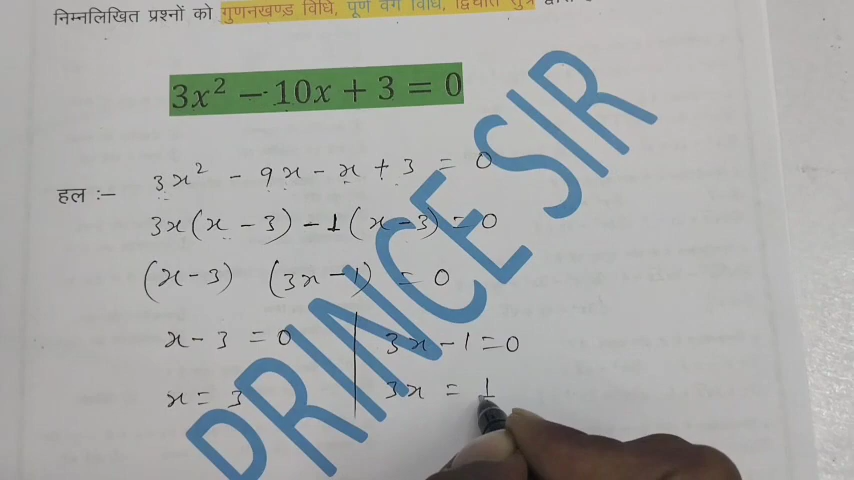 निम्नलिखित प्रश्नों को गुणनखण्ड विधि, पूर्ण वर्ग विधि, द्विघात सूत्र
3x² - 10x + 3 = 0
हल :- 3x² - 9x - x + 3 = 0
3x(x - 3) - 1(x - 3) = 0
(x - 3) (3x - 1) = 0
x - 3 = 0 | 3x - 1 = 0
x = 3 | 3x = 1
PRINCE SIR